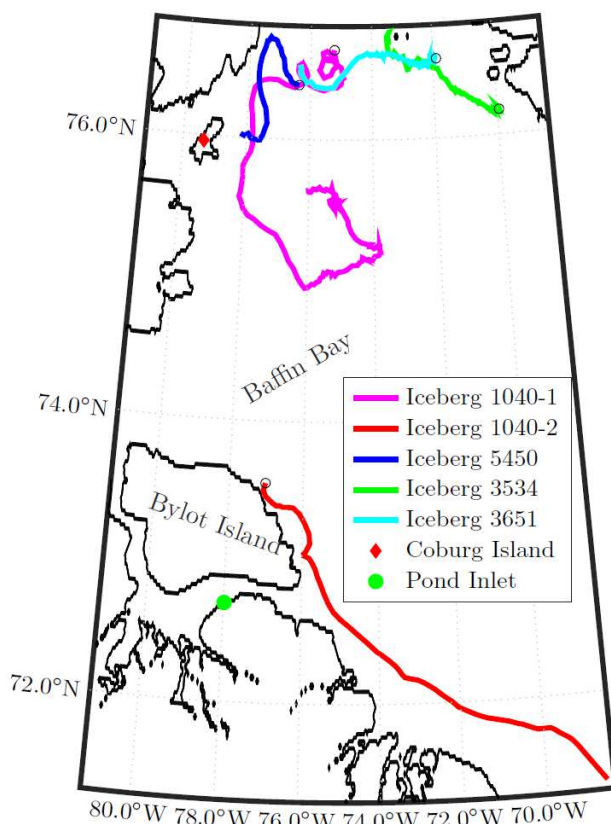 76.0°N
Baffin Bay
74.0°N
Iceberg 1040-1
Iceberg 1040-2
Iceberg 5450
Iceberg 3534
Iceberg 3651
Coburg Island
Pond Inlet
Bylot Island
72.0°N
80.0°W 78.0°W 76.0°W 74.0°W 72.0°W 70.0°W